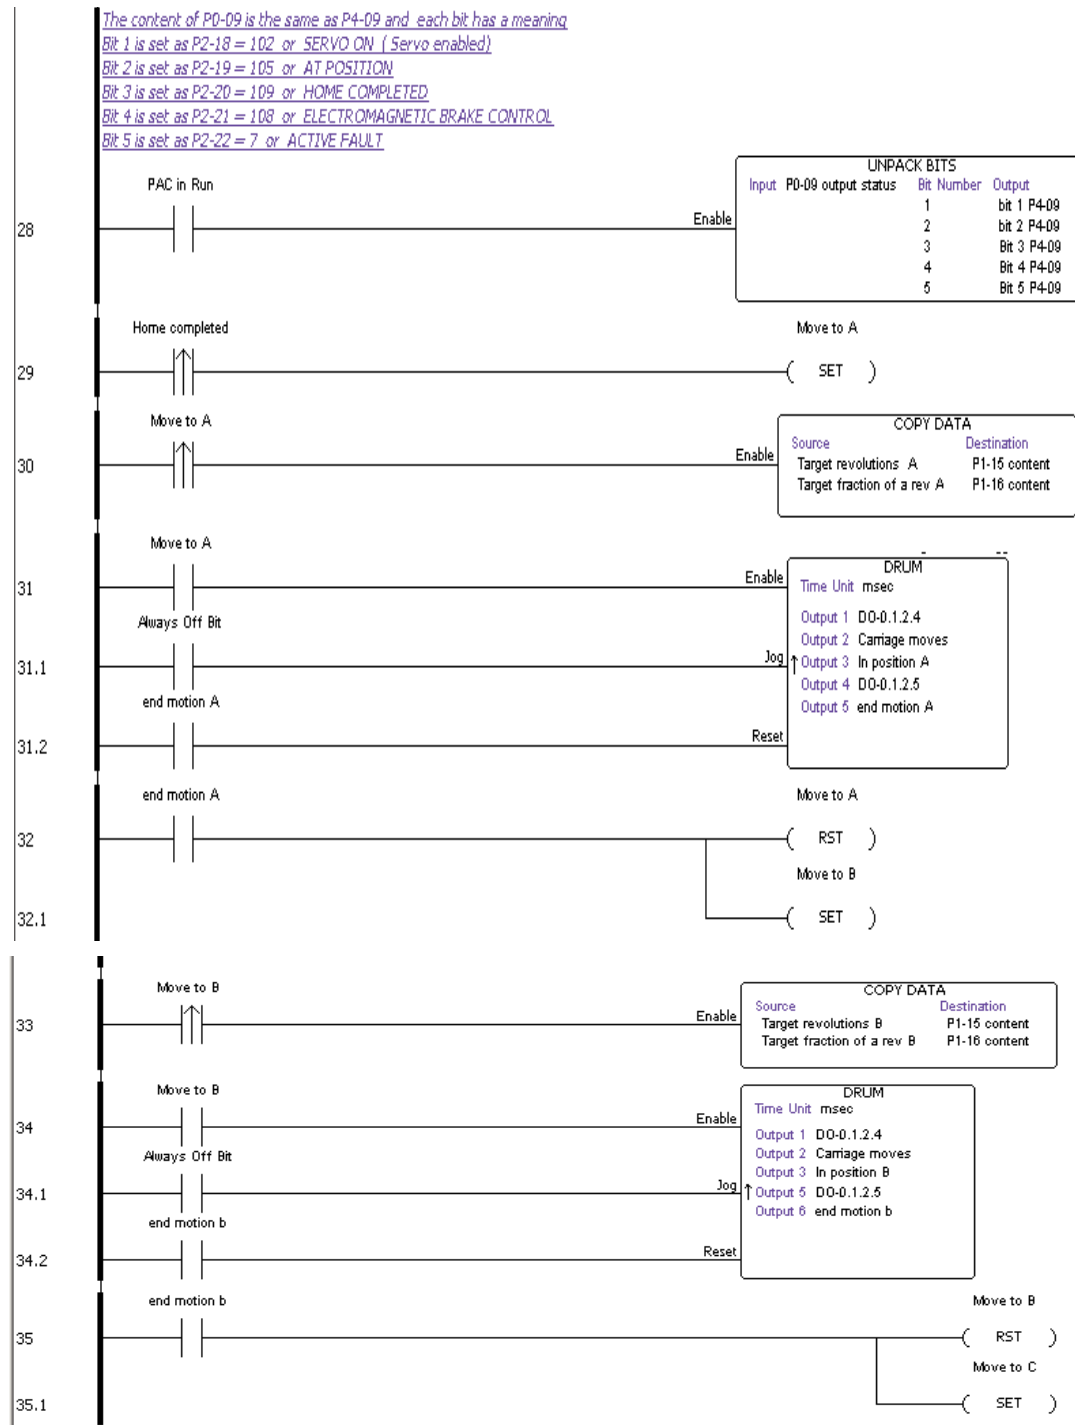 The content of P0-09 is the same as P4-09 and each bit has a meaning
Bit 1 is set as P2-18 = 102 or SERVO ON ( Servo enabled)
Bit 2 is set as P2-19 = 105 or AT POSITION
Bit 3 is set as P2-20 = 109 or HOME COMPLETED
Bit 4 is set as P2-21 = 108 or ELECTROMAGNETIC BRAKE CONTROL
Bit 5 is set as P2-22 = 7 or ACTIVE FAULT
UNPACK BITS
PAC in Run
Input P0-09 output status Bit Number Output
1 bit 1 P4-09
Enable
2 bit 2 P4-09
28
3 Bit 3 P4-09
4 Bit 4 P4-09
5 Bit 5 P4-09
Home completed
Move to A
29
( SET )
Move to A
COPY DATA
Source Destination
30
Enable
Target revolutions A P1-15 content
Target fraction of a rev A P1-16 content
Move to A
DRUM
31
Enable
Time Unit msec
Always Off Bit
Output 1 DO-0.1.2.4
Output 2 Carriage moves
31.1
Jog
Output 3 In position A
Output 4 DO-0.1.2.5
end motion A
Output 5 end motion A
31.2
Reset
end motion A
Move to A
32
( RST )
Move to B
32.1
( SET )
Move to B
COPY DATA
Source Destination
33
Enable
Target revolutions B P1-15 content
Target fraction of a rev B P1-16 content
Move to B
DRUM
34
Enable
Time Unit msec
Always Off Bit
Output 1 DO-0.1.2.4
Output 2 Carriage moves
Output 3 In position B
34.1
Jog
Output 5 DO-0.1.2.5
Output 6 end motion b
end motion b
34.2
Reset
end motion b
Move to B
35
( RST )
Move to C
35.1
( SET )